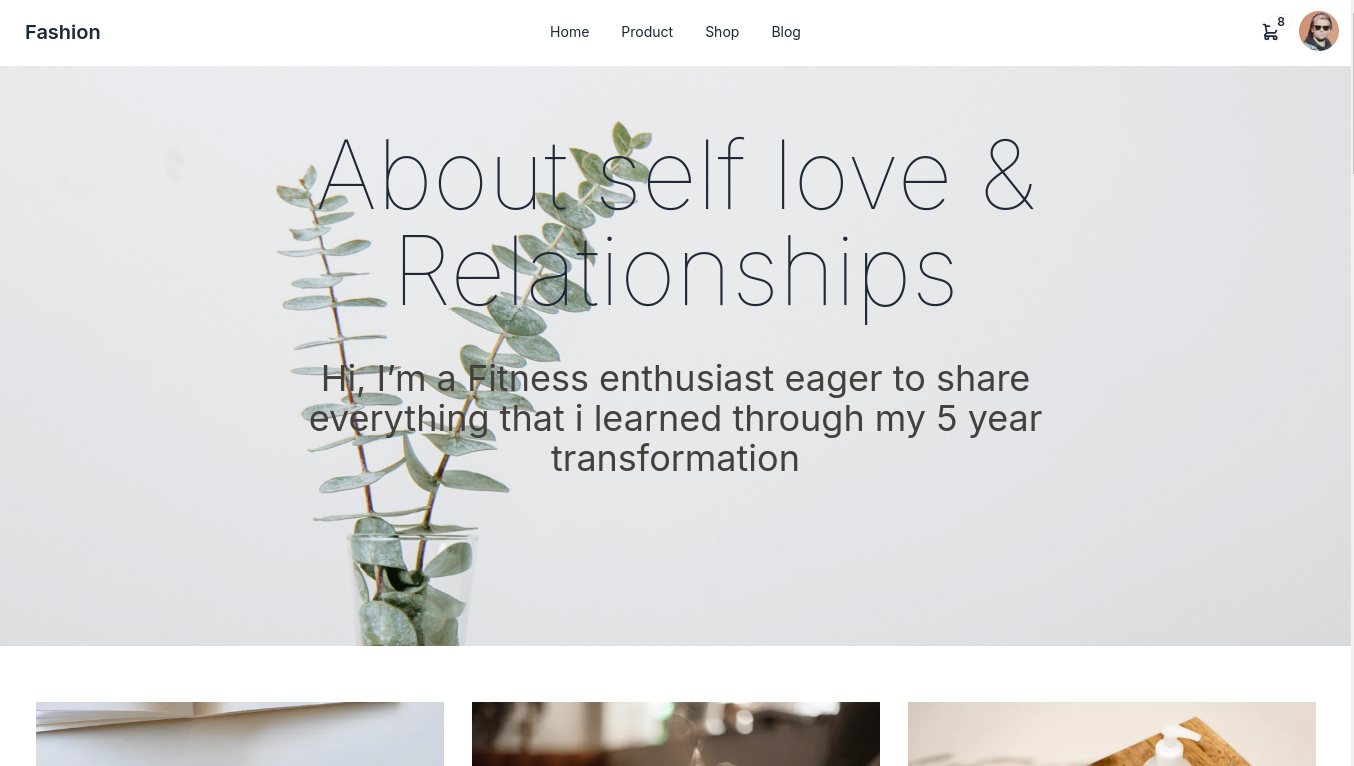 Fashion
Home Product Shop Blog
8
About self love &
Relationships
Hi, I’m a Fitness enthusiast eager to share
everything that i learned through my 5 year
transformation